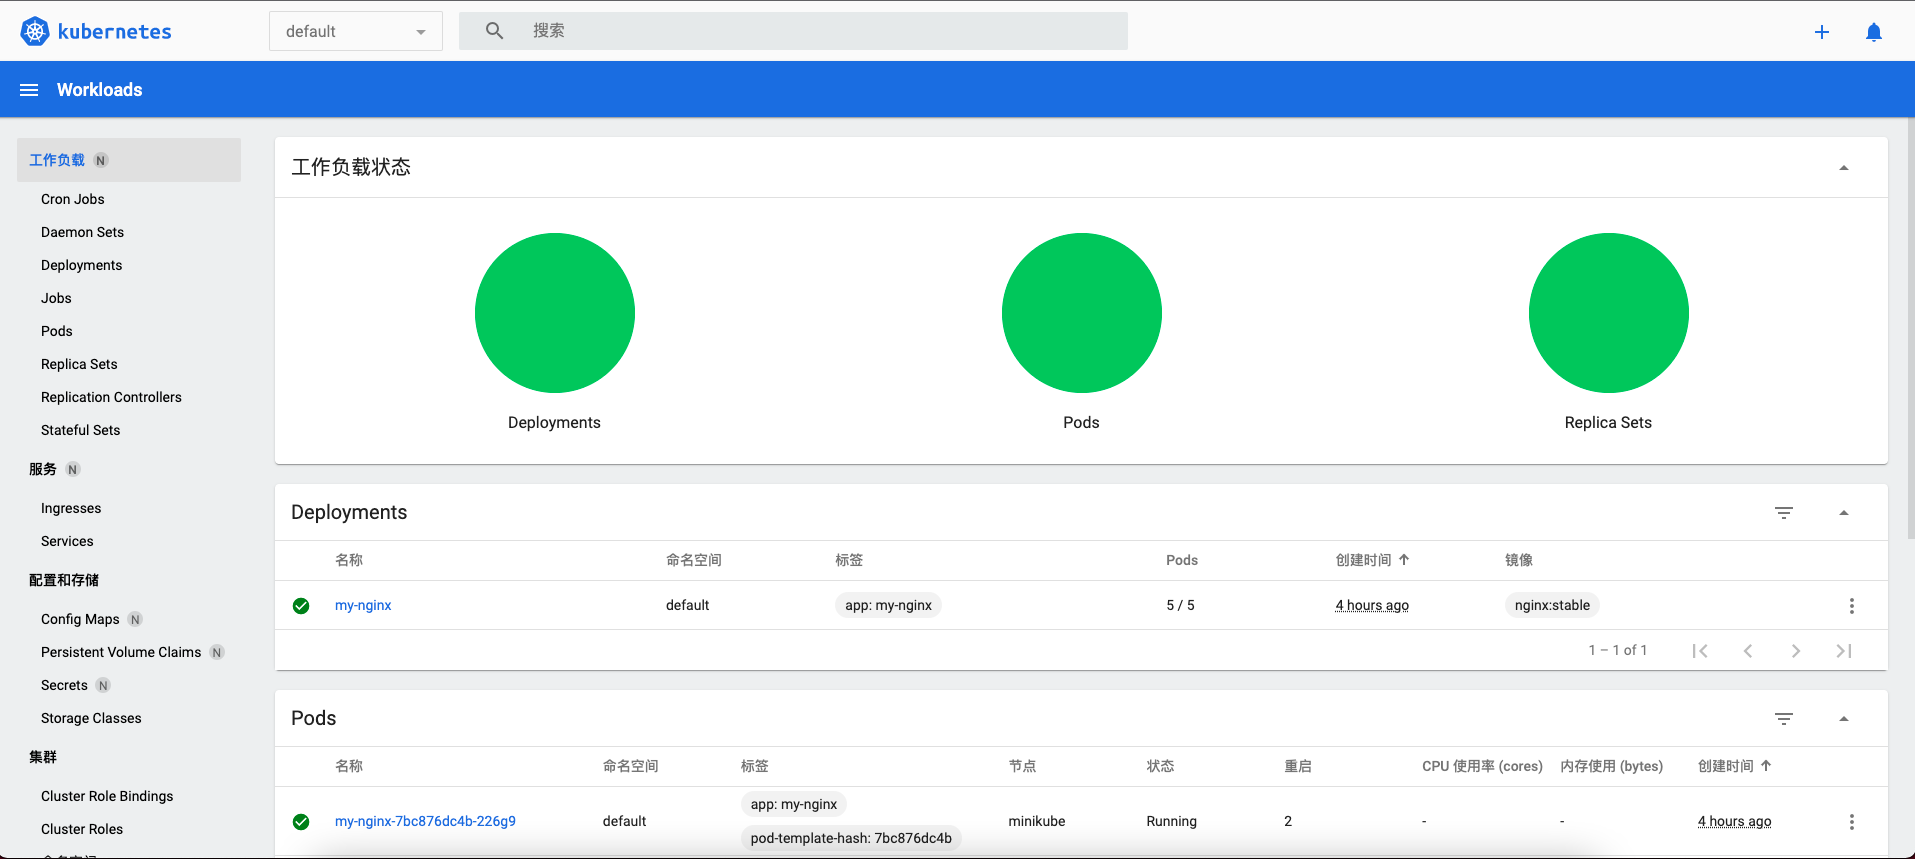 kubernetes
default
搜索
Workloads
工作负载 N
Cron Jobs
Daemon Sets
Deployments
Jobs
Pods
Replica Sets
Replication Controllers
Stateful Sets
服务 N
Ingresses
Services
配置和存储
Config Maps N
Persistent Volume Claims N
Secrets N
Storage Classes
集群
Cluster Role Bindings
Cluster Roles
工作负载状态
Deployments
Pods
Replica Sets
Deployments
名称 命名空间 标签 Pods 创建时间 镜像
my-nginx default app: my-nginx 5 / 5 4 hours ago nginx:stable
1 – 1 of 1
Pods
名称 命名空间 标签 节点 状态 重启 CPU 使用率 (cores) 内存使用 (bytes) 创建时间
my-nginx-7bc876dc4b-226g9 default app: my-nginx minikube Running 2 - - 4 hours ago
pod-template-hash: 7bc876dc4b